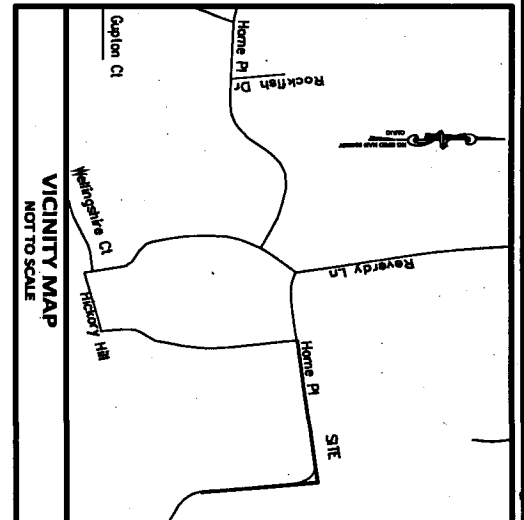 Gupton Ct
Home Pl
Rockfish Dr
Wellingshire Ct
Hickory Hill
Reverdy Ln
Home Pl
SITE
VICINITY MAP
NOT TO SCALE